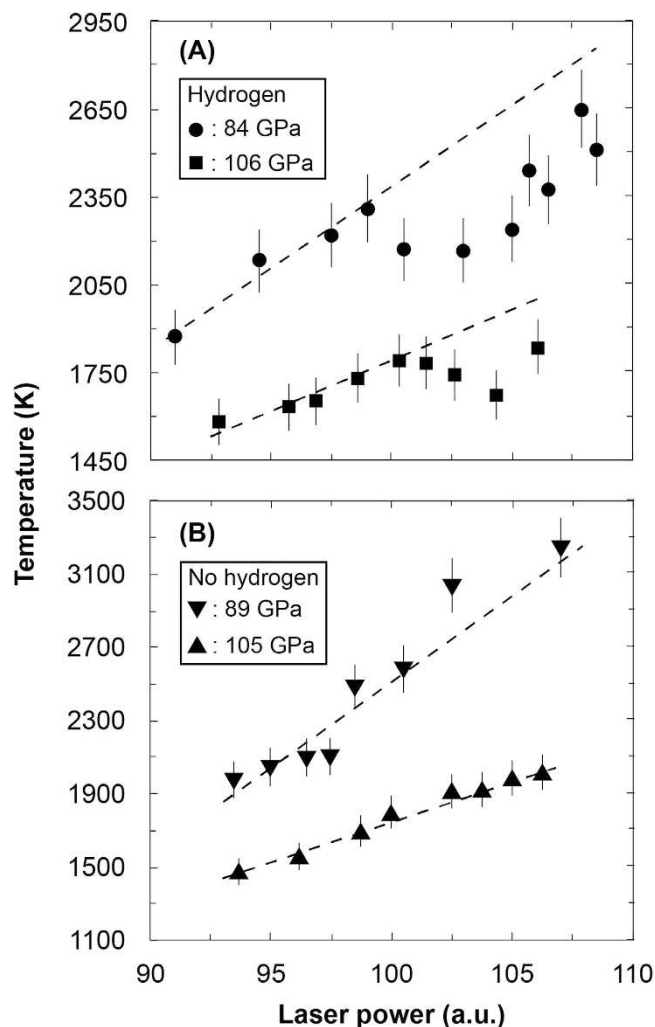 2950
(A)
Hydrogen
: 84 GPa
: 106 GPa
2650
2350
2050
1750
1450
Temperature (K)
3500
(B)
No hydrogen
: 89 GPa
: 105 GPa
3100
2700
2300
1900
1500
1100
90 95 100 105 110
Laser power (a.u.)